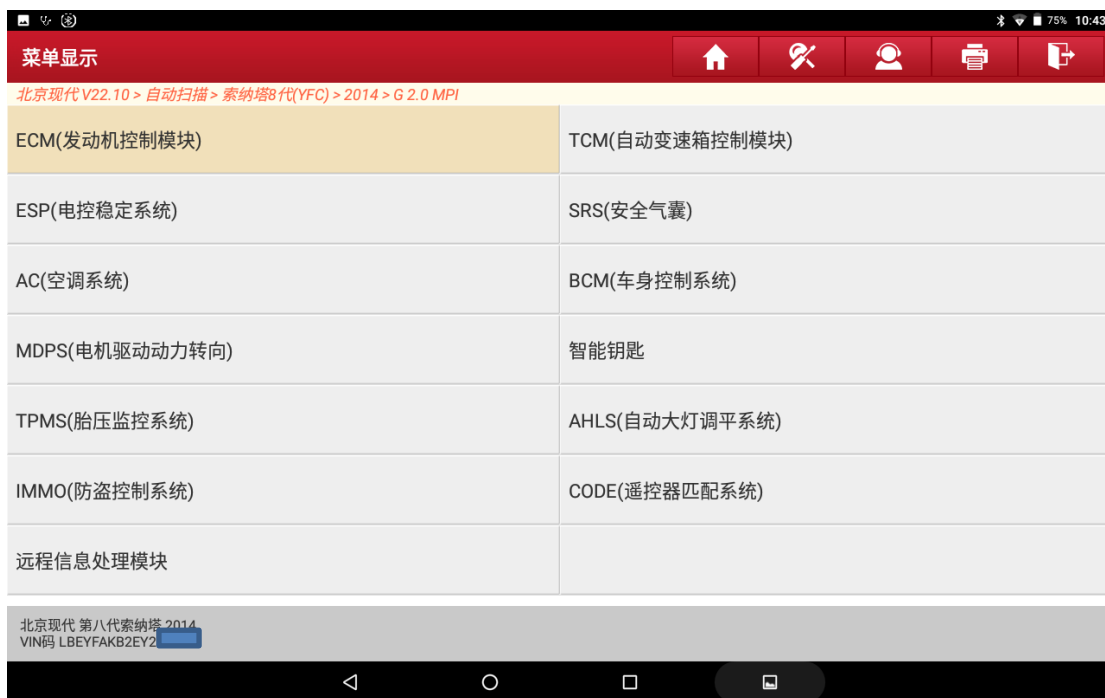 75% 10:43
菜单显示
北京现代 V22.10 > 自动扫描 > 索纳塔8代(YFC) > 2014 > G 2.0 MPI
ECM(发动机控制模块)
TCM(自动变速箱控制模块)
ESP(电控稳定系统)
SRS(安全气囊)
AC(空调系统)
BCM(车身控制系统)
MDPS(电机驱动动力转向)
智能钥匙
TPMS(胎压监控系统)
AHLS(自动大灯调平系统)
IMMO(防盗控制系统)
CODE(遥控器匹配系统)
远程信息处理模块
北京现代 第八代索纳塔 2014
VIN码 LBEYFAKB2EY2